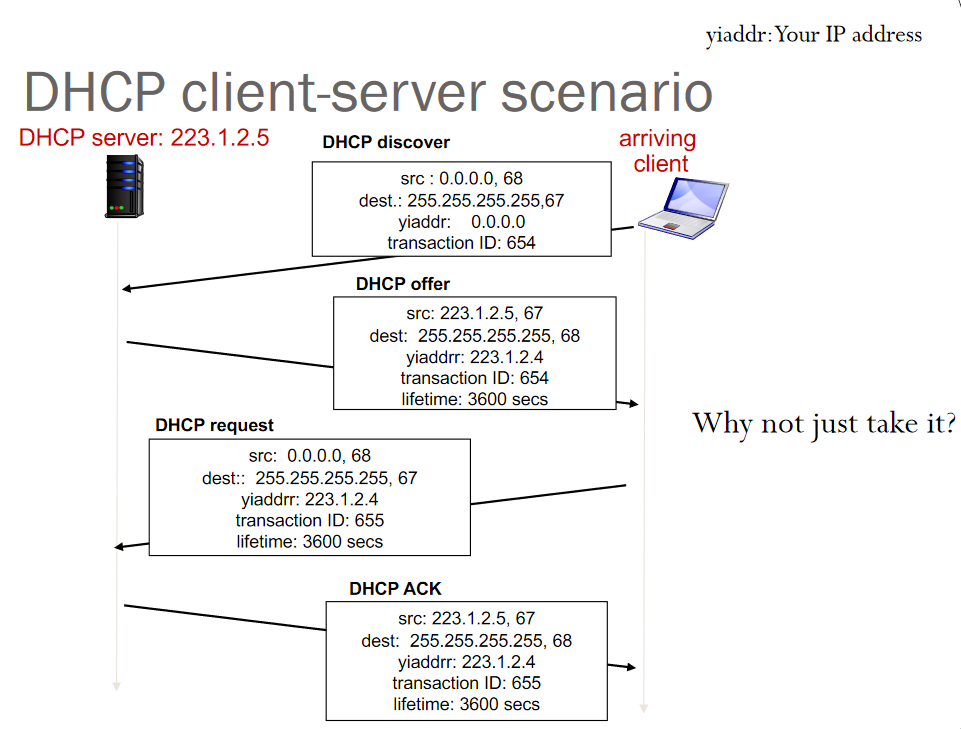 yiaddr: Your IP address
DHCP client-server scenario
DHCP server: 223.1.2.5
DHCP discover
arriving
client
src : 0.0.0.0, 68
dest.: 255.255.255.255,67
yiaddr: 0.0.0.0
transaction ID: 654
DHCP offer
src: 223.1.2.5, 67
dest: 255.255.255.255, 68
yiaddrr: 223.1.2.4
transaction ID: 654
lifetime: 3600 secs
Why not just take it?
DHCP request
src: 0.0.0.0, 68
dest:: 255.255.255.255, 67
yiaddrr: 223.1.2.4
transaction ID: 655
lifetime: 3600 secs
DHCP ACK
src: 223.1.2.5, 67
dest: 255.255.255.255, 68
yiaddrr: 223.1.2.4
transaction ID: 655
lifetime: 3600 secs